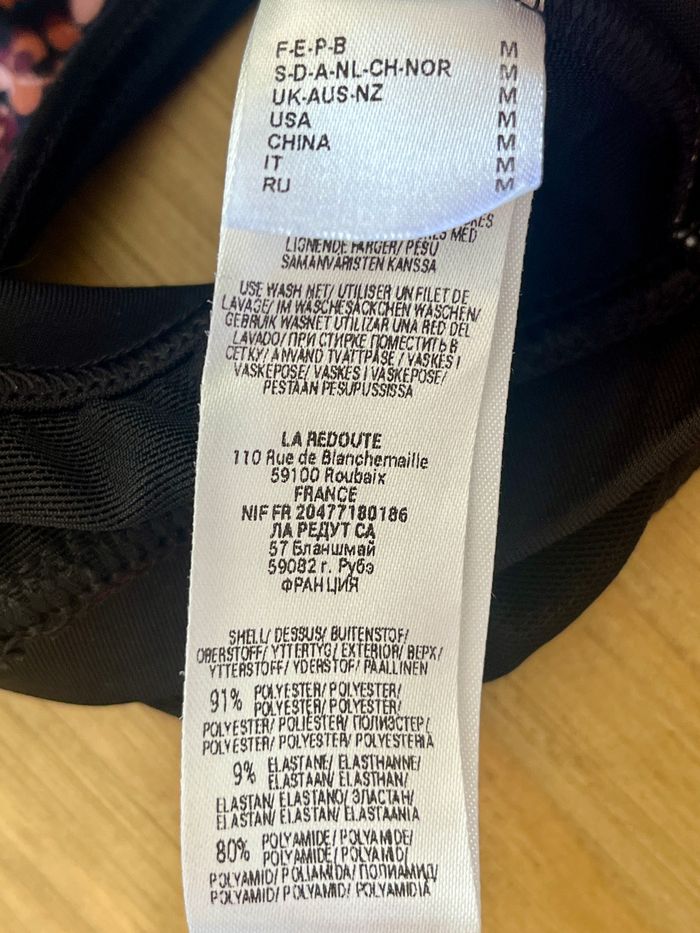 F-E-P-B M
S-D-A-NL-CH-NOR M
UK-AUS-NZ M
USA M
CHINA M
IT M
RU M
MED
LIGNENDE FARGER/ PESU
SAMANVÄRISTEN KANSSA
USE WASH NET/ UTILISER UN FILET DE
LAVAGE/ IM WÄSCHESÄCKCHEN WASCHEN/
GEBRUIK WASNET UTILIZAR UNA RED DEL
LAVADO/ ПРИ СТИРКЕ ПОМЕСТИТЬ В
СЕТКУ/ ANVÄND TVÄTTPÅSE / VASKES I
VASKEPOSE/ VASKES I VASKEPOSE/
PESTÄÄN PESUPUSSISSA
LA REDOUTE
110 Rue de Blanchemaille
59100 Roubaix
FRANCE
NIF FR 20477180186
ЛА РЕДУТ СА
57 Бланшмай
59082 г. Рубэ
ФРАНЦИЯ
SHELL/ DESSUS/ BUITENSTOF/
OBERSTOFF/ YTTERTYG/ EXTERIOR/ ВЕРХ/
YTTERSTOFF/ YDERSTOF/ PÄÄLLINEN
91% POLYESTER/ POLYESTER/
POLYESTER/ POLYESTER/
POLYESTER/ POLIÉSTER/ ПОЛИЭСТЕР/
POLYESTER/ POLYESTER/ POLYESTERIÄ
9% ELASTANE/ ELASTHANNE/
ELASTAAN/ ELASTHAN/
ELASTAN/ ELASTANO/ ЭЛАСТАН/
ELASTAN/ ELASTAN/ ELASTAANIA
80% POLYAMIDE/ POLYAMIDE/
POLYAMIDE/ POLYAMID/
POLYAMID/ POLIAMIDA/ ПОЛИАМИД/
POLYAMID/ POLYAMID/ POLYAMIDIA